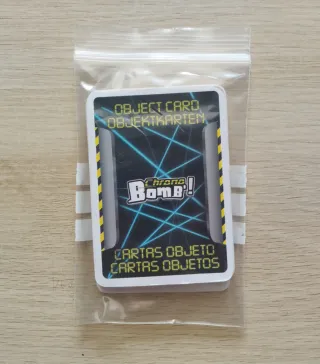 OBJECT CARD
OBJEKTKARTEN
Chrono
Bomb'!
CARTAS OBJETO
CARTAS OBJETOS